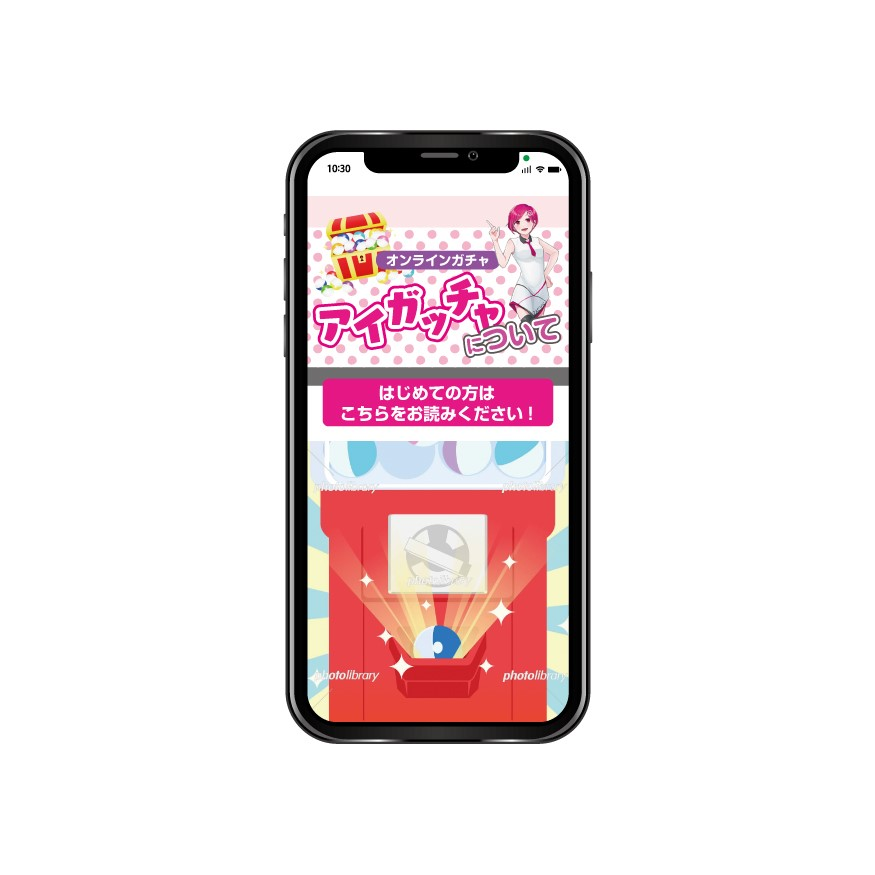 10:30
オンラインガチャ
アイガッチャ
について
はじめての方は
こちらをお読みください！
photolibrary
photolibrary
photolibrary
photolibrary
photolibrary